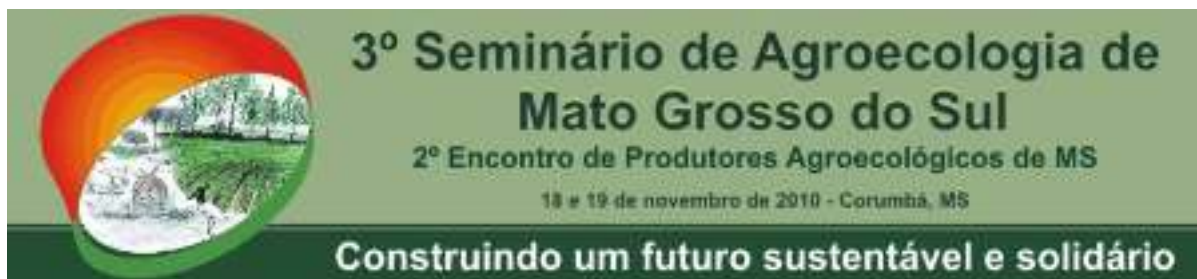 3º Seminário de Agroecologia de
Mato Grosso do Sul
2º Encontro de Produtores Agroecológicos de MS
18 e 19 de novembro de 2010 - Corumbá, MS
Construindo um futuro sustentável e solidário